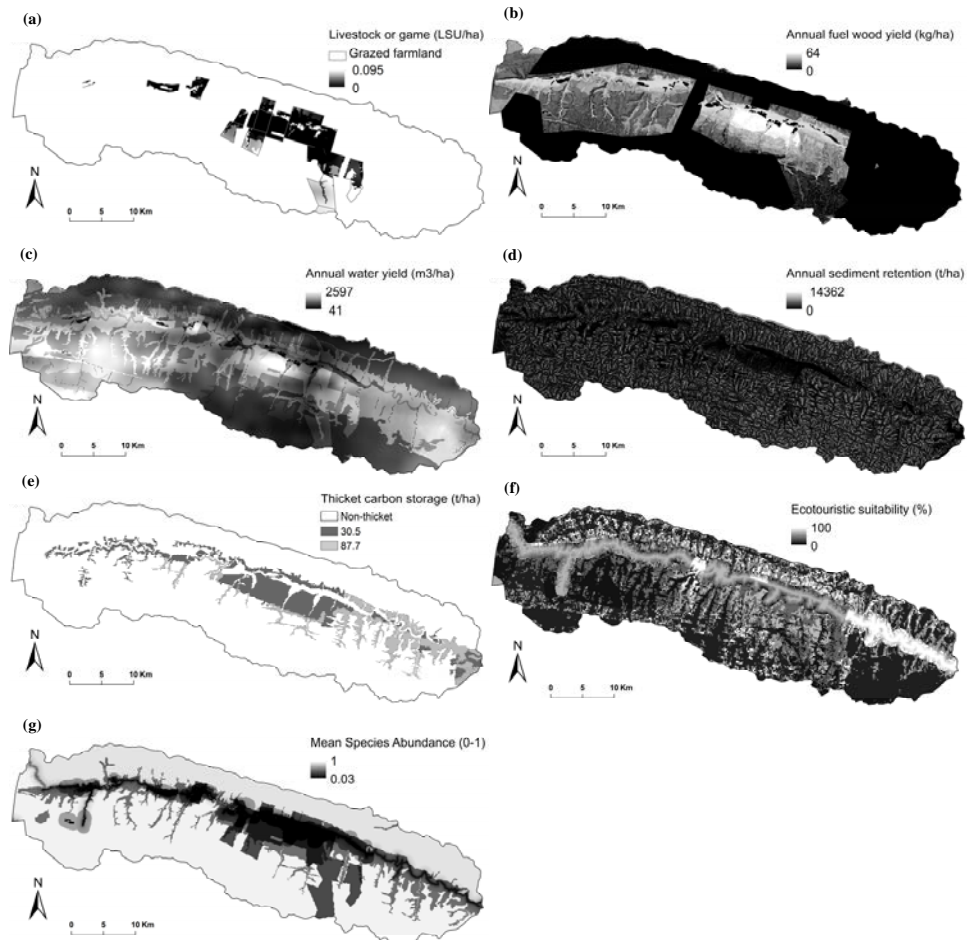 (a)
Livestock or game (LSU/ha)
Grazed farmland
0.095
0
N
0 5 10 Km
(b)
Annual fuel wood yield (kg/ha)
64
0
N
0 5 10 Km
(c)
Annual water yield (m3/ha)
2597
41
N
0 5 10 Km
(d)
Annual sediment retention (t/ha)
14362
0
N
0 5 10 Km
(e)
Thicket carbon storage (t/ha)
Non-thicket
30.5
87.7
N
0 5 10 Km
(f)
Ecotouristic suitability (%)
100
0
N
0 5 10 Km
(g)
Mean Species Abundance (0-1)
1
0.03
N
0 5 10 Km